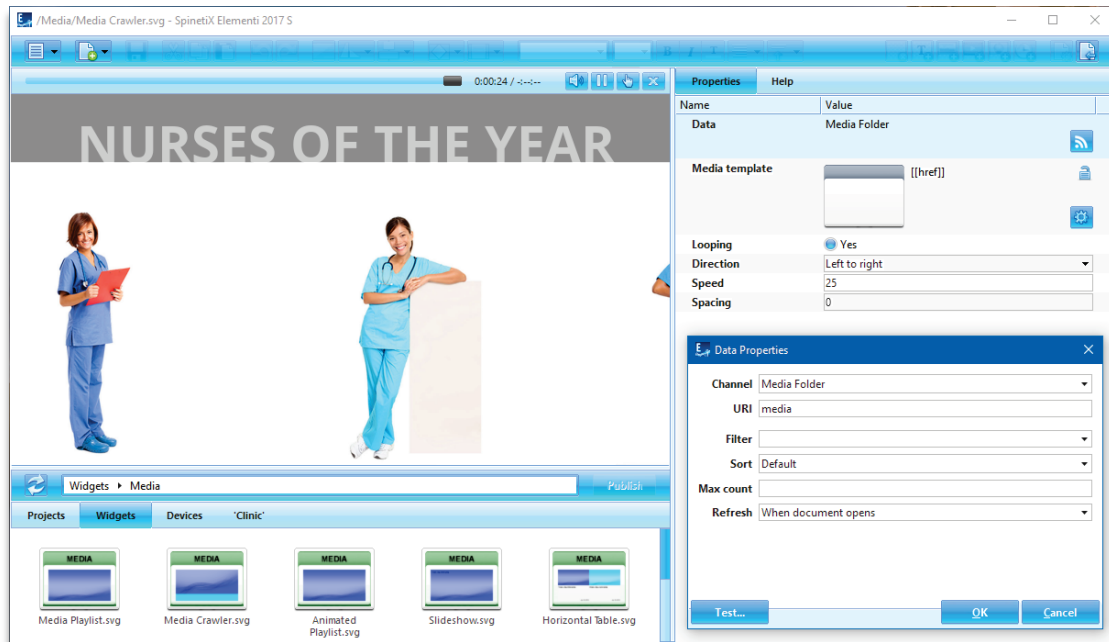 /Media/Media Crawler.svg - SpinetiX Elementi 2017 S
B I T
0:00:24 / -:--:--
NURSES OF THE YEAR
Widgets ▸ Media
Publish
Projects Widgets Devices 'Clinic'
MEDIA MEDIA MEDIA MEDIA MEDIA
Media Playlist.svg Media Crawler.svg Animated Playlist.svg Slideshow.svg Horizontal Table.svg
Properties Help
Name Value
Data Media Folder
Media template [[href]]
Looping Yes
Direction Left to right
Speed 25
Spacing 0
Data Properties
Channel Media Folder
URI media
Filter
Sort Default
Max count
Refresh When document opens
Test... OK Cancel